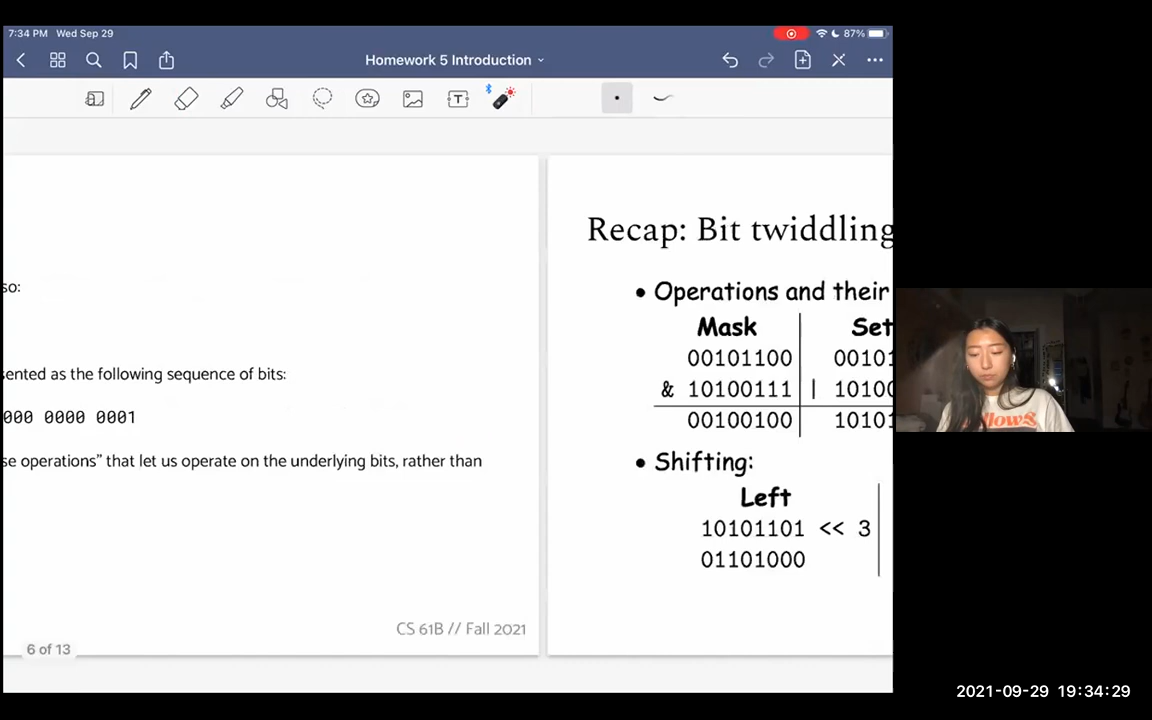 7:34 PM Wed Sep 29
87%
Homework 5 Introduction
so:
sented as the following sequence of bits:
000 0000 0001
se operations” that let us operate on the underlying bits, rather than
CS 61B // Fall 2021
6 of 13
Recap: Bit twiddling
• Operations and their
Mask Set
00101100 00101
& 10100111 | 10100
00100100 10101
• Shifting:
Left
10101101 << 3
01101000
2021-09-29 19:34:29